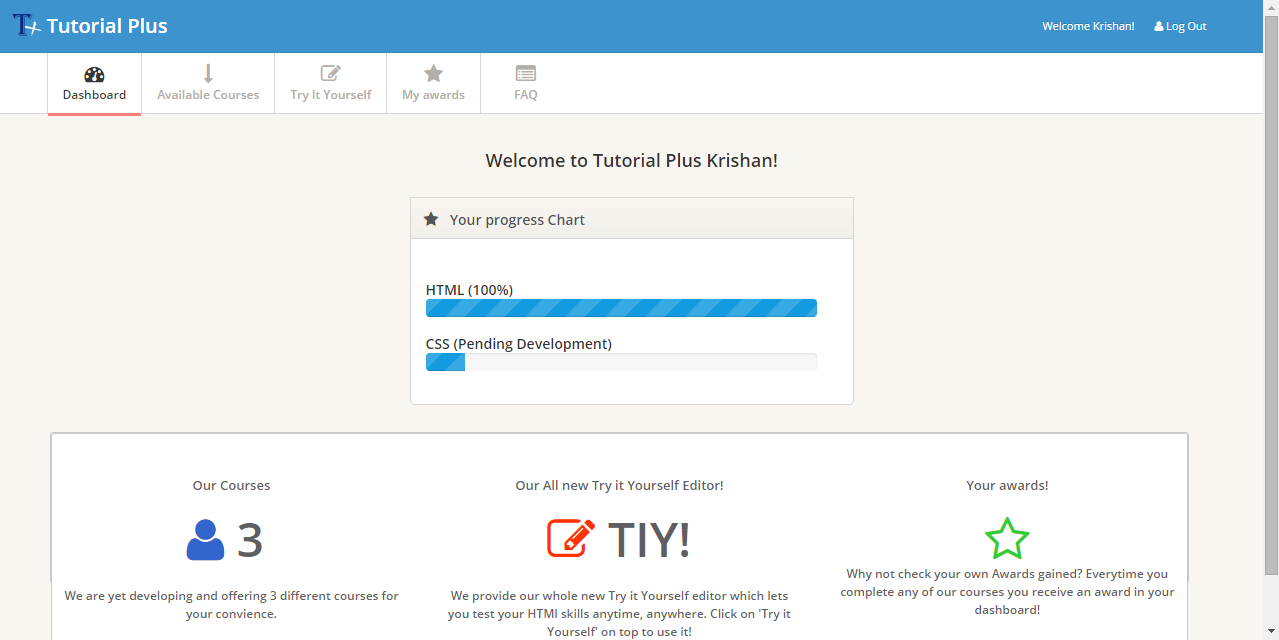 Tutorial Plus
Welcome Krishan!
Log Out
Dashboard
Available Courses
Try It Yourself
My awards
FAQ
Welcome to Tutorial Plus Krishan!
Your progress Chart
HTML (100%)
CSS (Pending Development)
Our Courses
3
We are yet developing and offering 3 different courses for
your convience.
Our All new Try it Yourself Editor!
TIY!
We provide our whole new Try it Yourself editor which lets
you test your HTMl skills anytime, anywhere. Click on 'Try it
Yourself' on top to use it!
Your awards!
Why not check your own Awards gained? Everytime you
complete any of our courses you receive an award in your
dashboard!